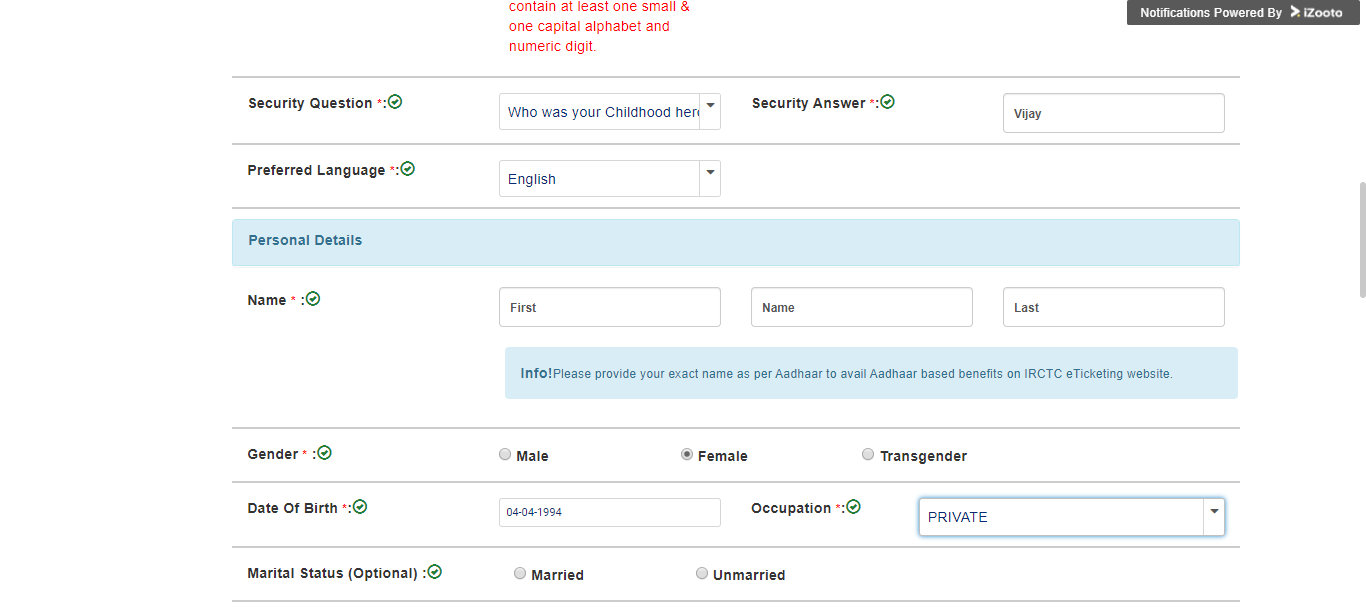 contain at least one small &
one capital alphabet and
numeric digit.
Notifications Powered By iZooto
Security Question *:
Who was your Childhood hero
Security Answer *:
Vijay
Preferred Language *:
English
Personal Details
Name * :
First
Name
Last
Info!Please provide your exact name as per Aadhaar to avail Aadhaar based benefits on IRCTC eTicketing website.
Gender * :
Male
Female
Transgender
Date Of Birth *:
04-04-1994
Occupation *:
PRIVATE
Marital Status (Optional) :
Married
Unmarried